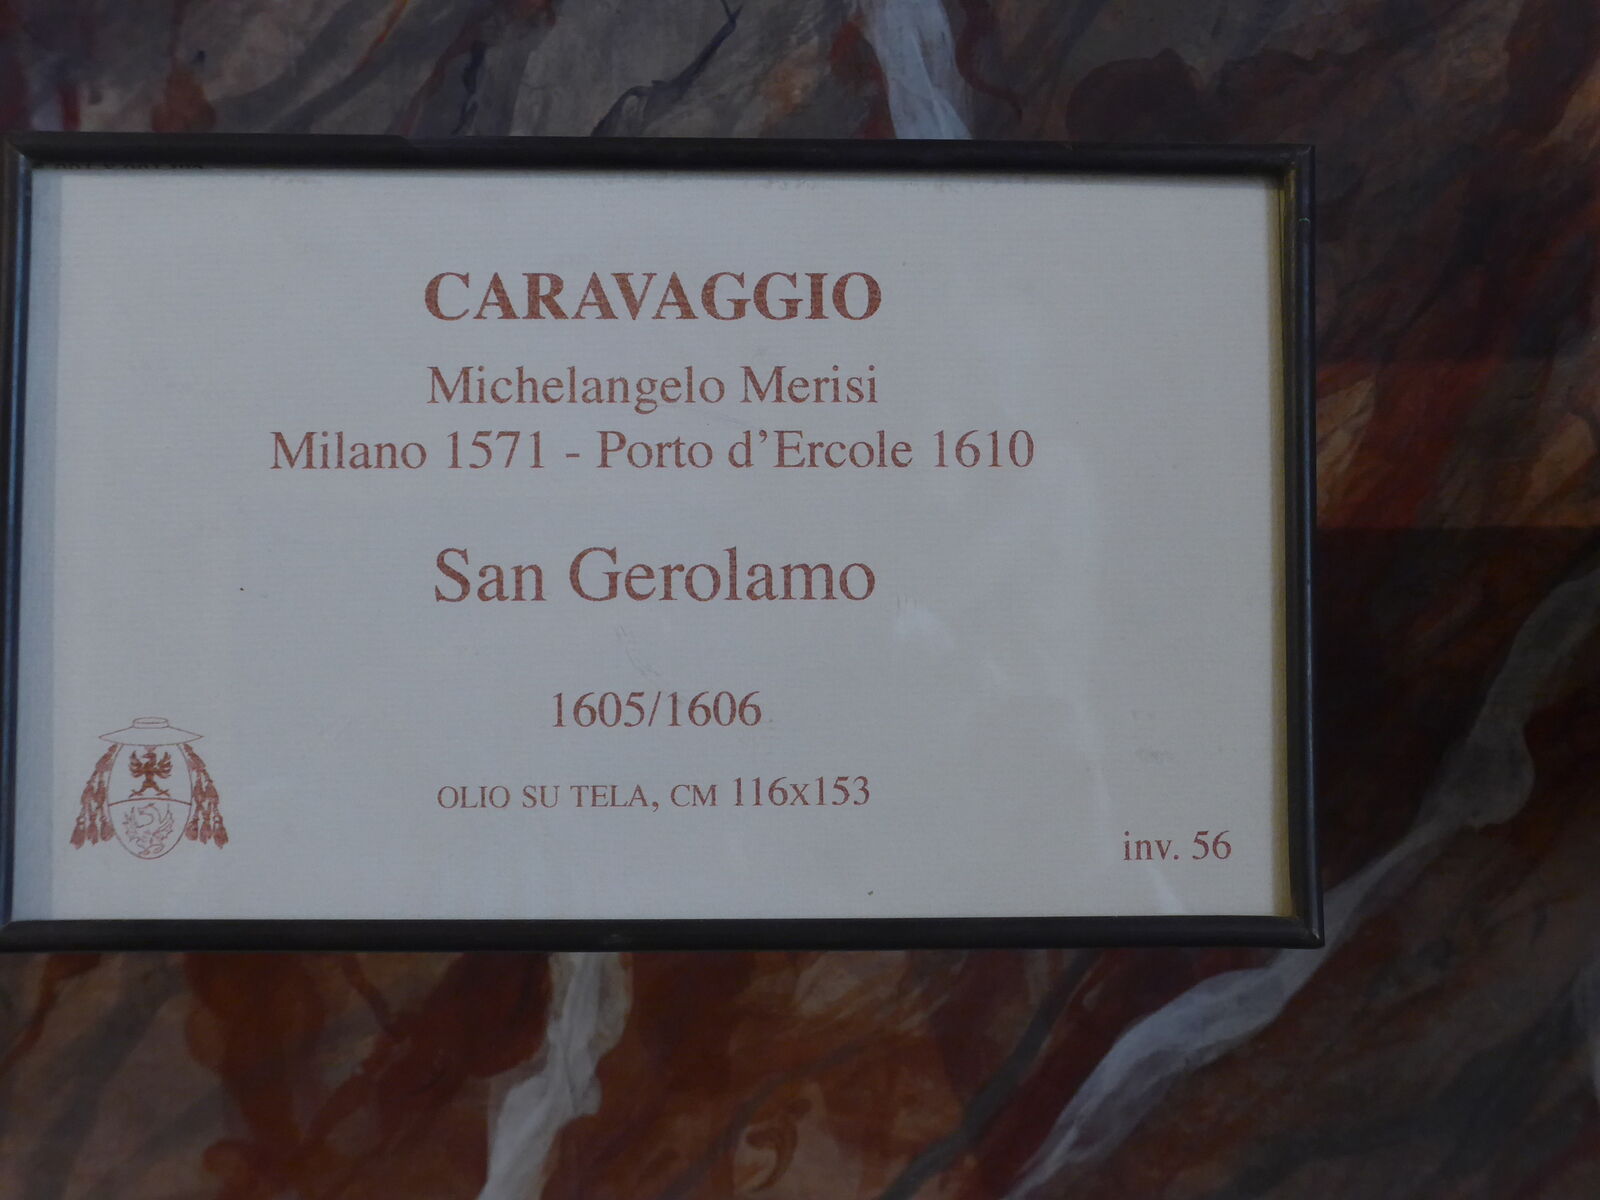 CARAVAGGIO
Michelangelo Merisi
Milano 1571 - Porto d'Ercole 1610
San Gerolamo
1605/1606
OLIO SU TELA, CM 116x153
inv. 56